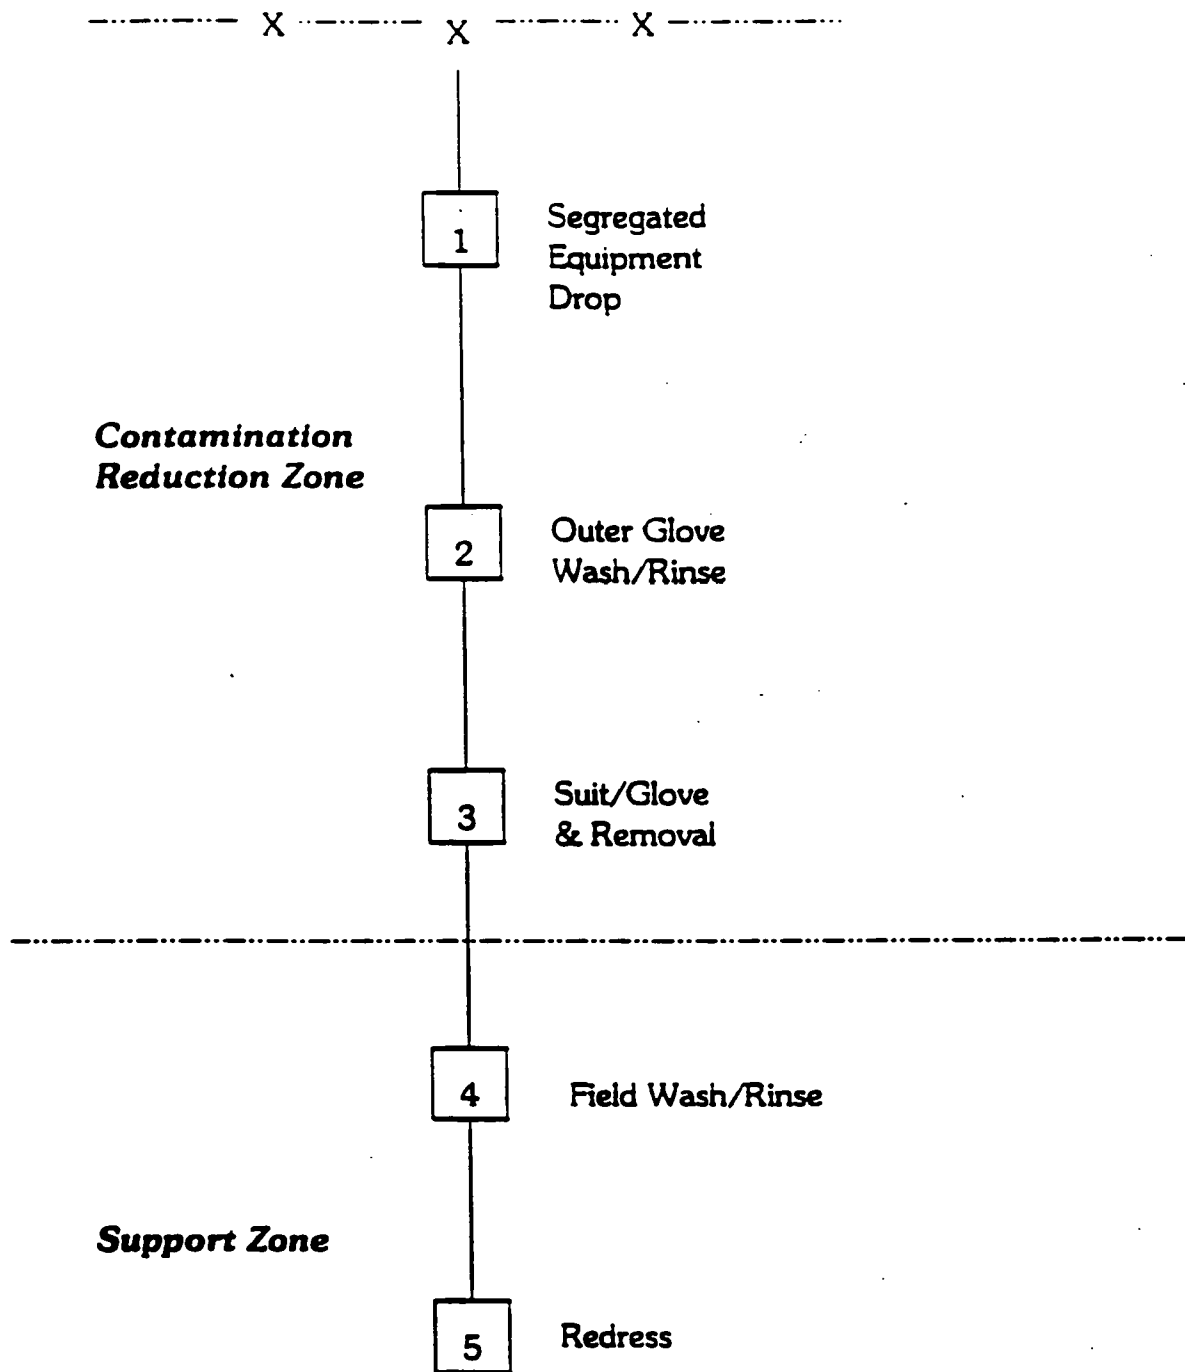 X X X
1
Segregated
Equipment
Drop
Contamination
Reduction Zone
2
Outer Glove
Wash/Rinse
3
Suit/Glove
& Removal
4
Field Wash/Rinse
Support Zone
5
Redress